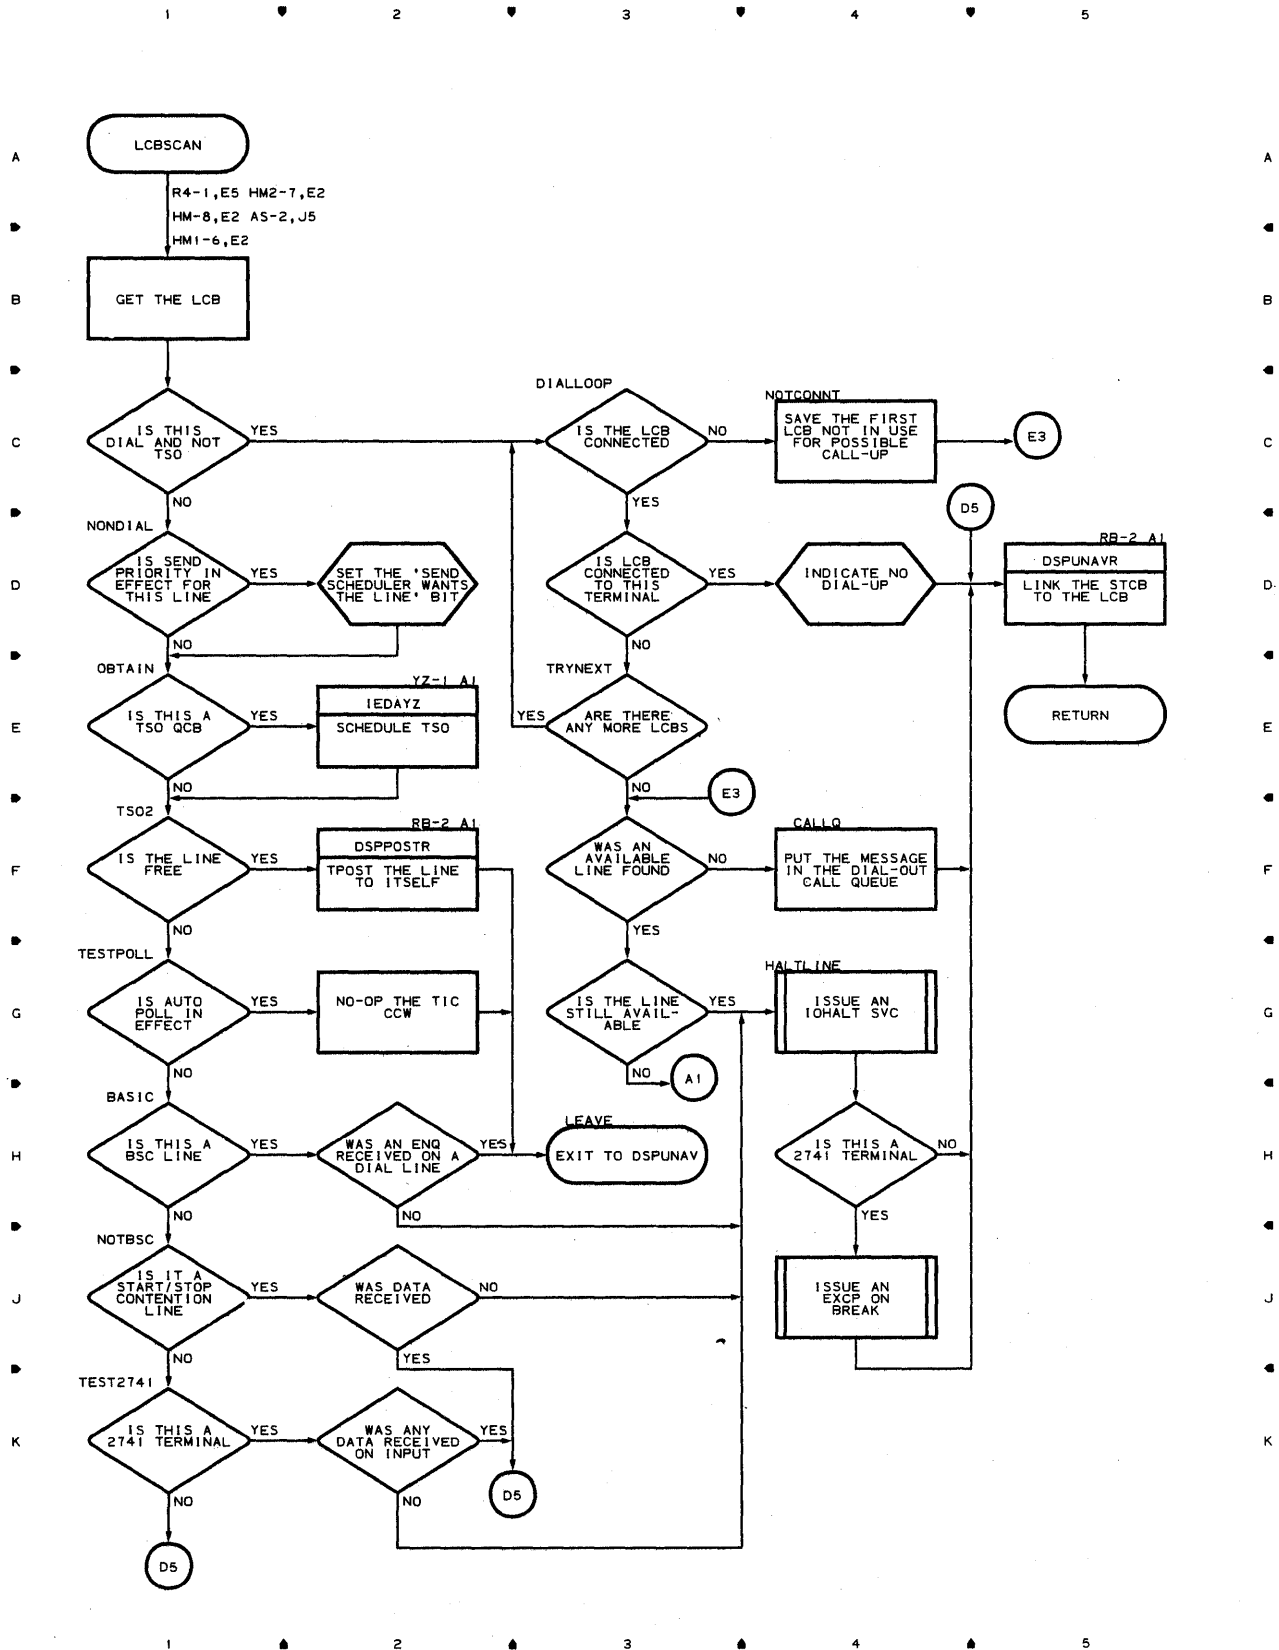 1 2 3 4 5
LCBSCAN
A A
R4-1,E5 HM2-7,E2
HM-8,E2 AS-2,J5
HM1-6,E2
B GET THE LCB B
DIALLOOP
NOTCONNT
C C
IS THIS
DIAL AND NOT
TSO
YES
NO
IS THE LCB
CONNECTED
NO
YES
SAVE THE FIRST
LCB NOT IN USE
FOR POSSIBLE
CALL-UP
E3
D5
NONDIAL
RB-2 A1
D D
IS SEND
PRIORITY IN
EFFECT FOR
THIS LINE
YES
NO
SET THE 'SEND
SCHEDULER WANTS
THE LINE' BIT
IS LCB
CONNECTED
TO THIS
TERMINAL
YES
NO
INDICATE NO
DIAL-UP
DSPUNAVR
LINK THE STCB
TO THE LCB
OBTAIN
YZ-1 A1
TRYNEXT
E E
IS THIS A
TSO QCB
YES
NO
IEDAYZ
SCHEDULE TSO
YES
ARE THERE
ANY MORE LCBS
NO
RETURN
E3
TSO2
RB-2 A1
CALLQ
F F
IS THE LINE
FREE
YES
NO
DSPPOSTR
TPOST THE LINE
TO ITSELF
WAS AN
AVAILABLE
LINE FOUND
NO
YES
PUT THE MESSAGE
IN THE DIAL-OUT
CALL QUEUE
TESTPOLL
HALTLINE
G G
IS AUTO
POLL IN
EFFECT
YES
NO
NO-OP THE TIC
CCW
IS THE LINE
STILL AVAIL-
ABLE
YES
NO
A1
ISSUE AN
IOHALT SVC
BASIC
LEAVE
H H
IS THIS A
BSC LINE
YES
NO
WAS AN ENQ
RECEIVED ON A
DIAL LINE
YES
NO
EXIT TO DSPUNAV
IS THIS A
2741 TERMINAL
NO
YES
NOTBSC
J J
IS IT A
START/STOP
CONTENTION
LINE
YES
NO
WAS DATA
RECEIVED
NO
YES
ISSUE AN
EXCP ON
BREAK
TEST2741
K K
IS THIS A
2741 TERMINAL
YES
NO
WAS ANY
DATA RECEIVED
ON INPUT
YES
NO
D5
D5
1 2 3 4 5